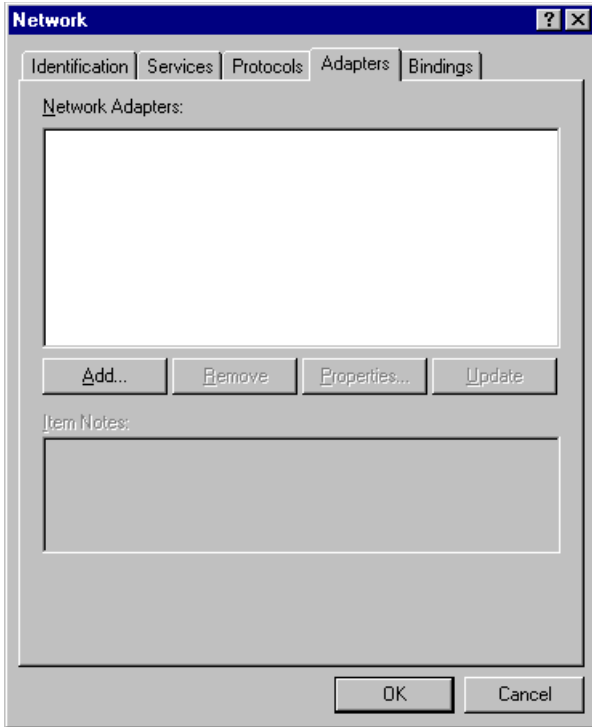 Network
Identification Services Protocols Adapters Bindings
Network Adapters:
Add... Remove Properties... Update
Item Notes:
OK Cancel